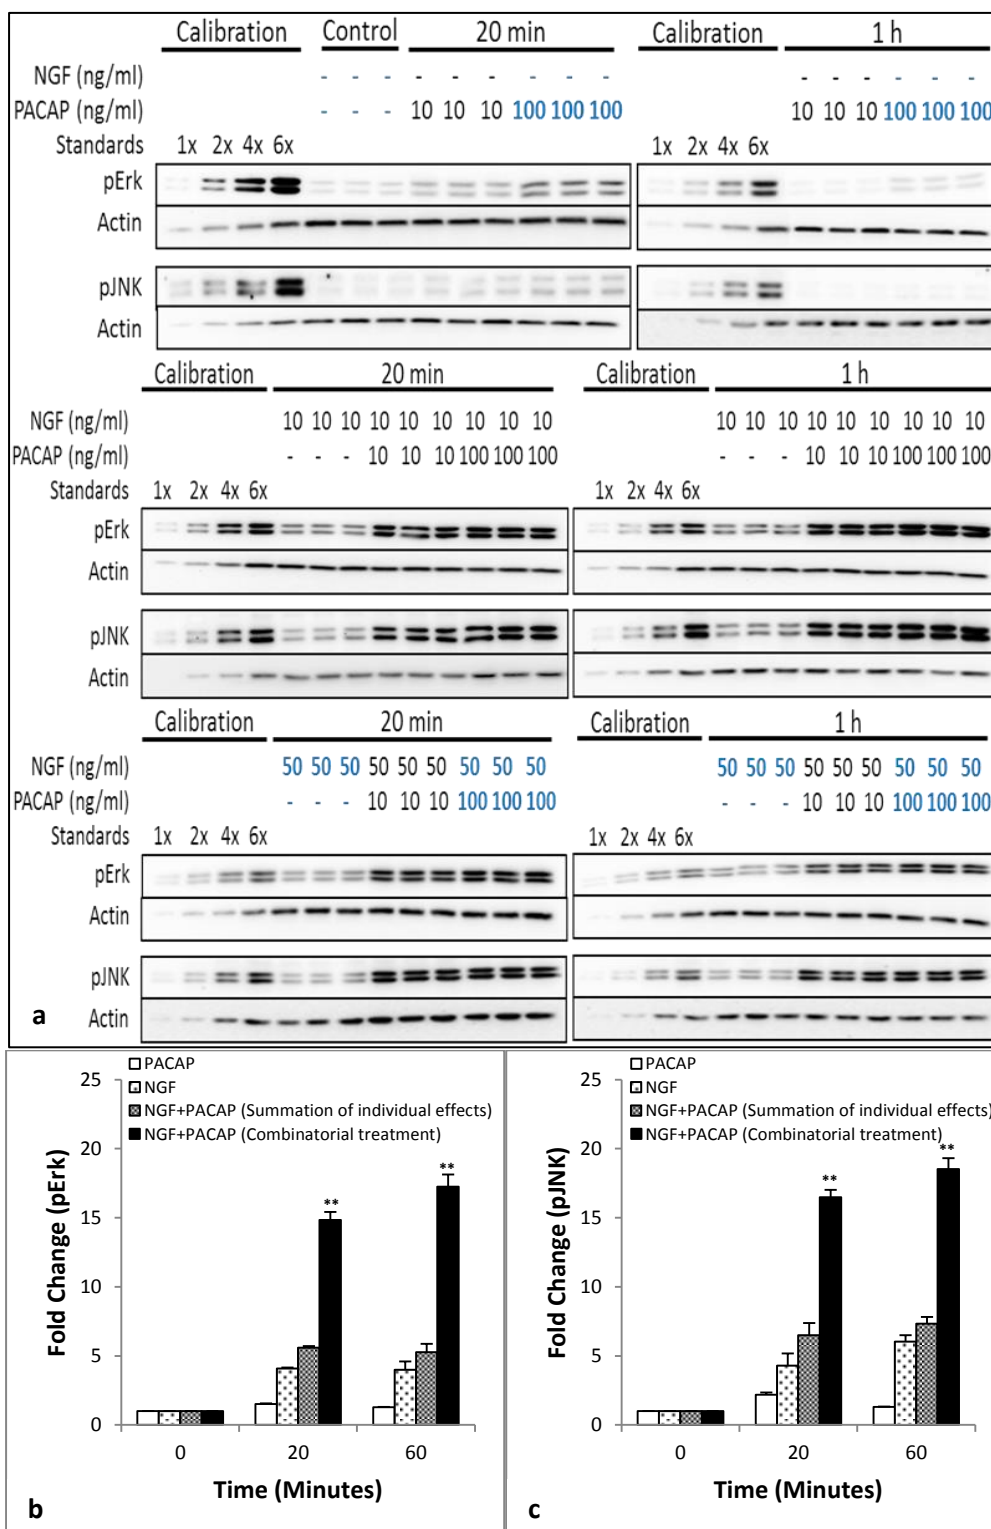 Calibration Control 20 min Calibration 1 h
NGF (ng/ml) - - - - - - - - - - - - - - -
PACAP (ng/ml) - - - 10 10 10 100 100 100 10 10 10 100 100 100
Standards 1x 2x 4x 6x 1x 2x 4x 6x
pErk
Actin
pJNK
Actin
Calibration 20 min Calibration 1 h
NGF (ng/ml) 10 10 10 10 10 10 10 10 10 10 10 10 10 10 10 10 10 10
PACAP (ng/ml) - - - 10 10 10 100 100 100 - - - 10 10 10 100 100 100
Standards 1x 2x 4x 6x 1x 2x 4x 6x
pErk
Actin
pJNK
Actin
Calibration 20 min Calibration 1 h
NGF (ng/ml) 50 50 50 50 50 50 50 50 50 50 50 50 50 50 50 50 50 50
PACAP (ng/ml) - - - 10 10 10 100 100 100 - - - 10 10 10 100 100 100
Standards 1x 2x 4x 6x 1x 2x 4x 6x
pErk
Actin
pJNK
Actin
a
PACAP
NGF
NGF+PACAP (Summation of individual effects)
NGF+PACAP (Combinatorial treatment)
25
20
15
10
5
0
** **
Fold Change (pErk)
0 20 60
Time (Minutes)
b
PACAP
NGF
NGF+PACAP (Summation of individual effects)
NGF+PACAP (Combinatorial treatment)
25
20
15
10
5
0
** **
Fold Change (pJNK)
0 20 60
Time (Minutes)
c